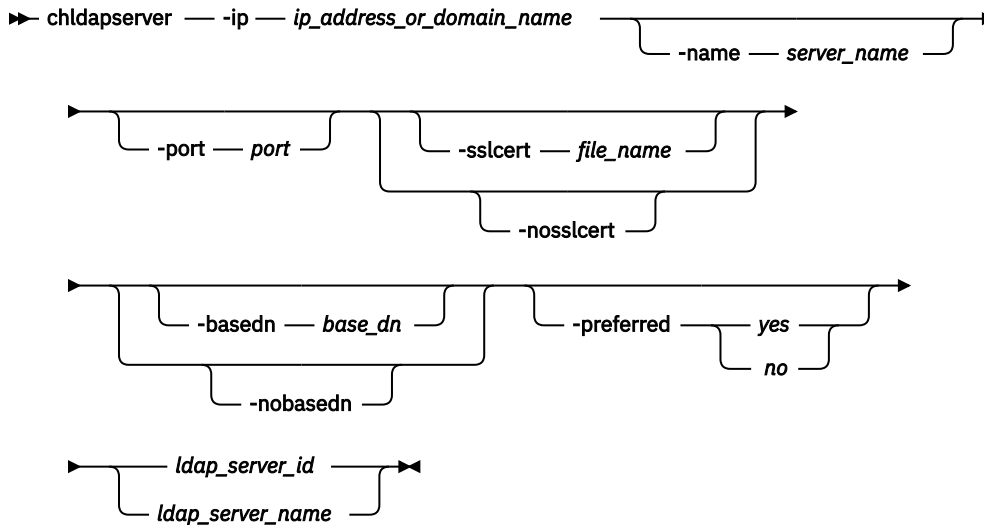 chldapserver -ip ip_address_or_domain_name
-name server_name
-port port -sslcert file_name
-nosslcert
-basedn base_dn -preferred yes
no
-nobasedn
ldap_server_id
ldap_server_name